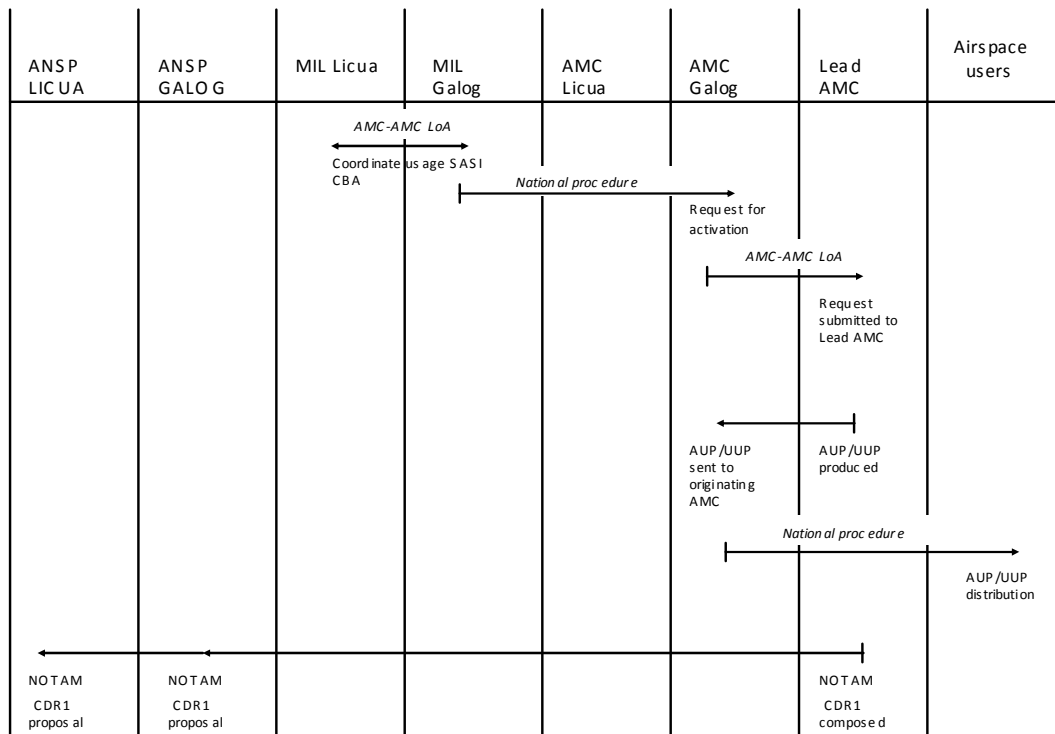 ANSP
LICUA
ANSP
GALOG
MIL Licua
MIL
Galog
AMC
Licua
AMC
Galog
Lead
AMC
Airspace
users
AMC-AMC LoA
Coordinate usage SASI
CBA
National procedure
Request for
activation
AMC-AMC LoA
Request
submitted to
Lead AMC
AUP/UUP
sent to
originating
AMC
AUP/UUP
produced
National procedure
AUP/UUP
distribution
NOTAM
CDR1
proposal
NOTAM
CDR1
proposal
NOTAM
CDR1
composed